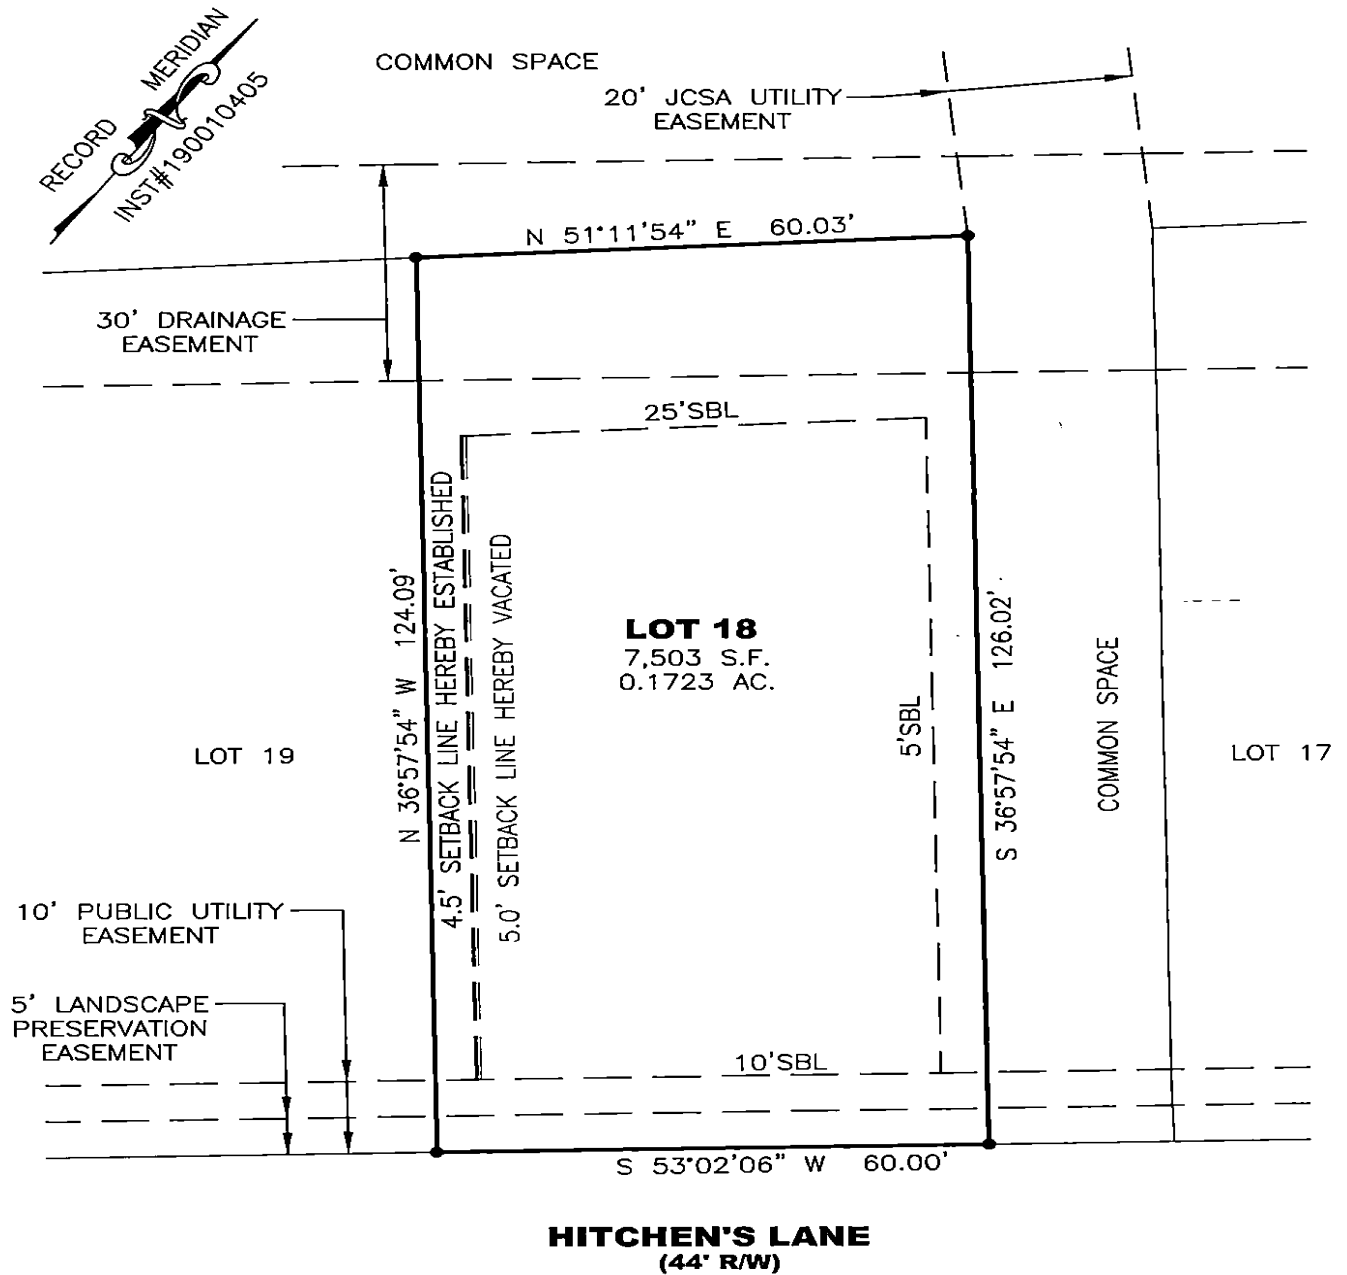 RECORD MERIDIAN
INST#190010405
COMMON SPACE
20' JCSA UTILITY
EASEMENT
N 51°11'54" E 60.03'
30' DRAINAGE
EASEMENT
25'SBL
N 36°57'54" W 124.09'
4.5' SETBACK LINE HEREBY ESTABLISHED
5.0' SETBACK LINE HEREBY VACATED
LOT 18
7,503 S.F.
0.1723 AC.
5'SBL
S 36°57'54" E 126.02'
COMMON SPACE
LOT 19
LOT 17
10' PUBLIC UTILITY
EASEMENT
5' LANDSCAPE
PRESERVATION
EASEMENT
10'SBL
S 53°02'06" W 60.00'
HITCHEN'S LANE
(44' R/W)